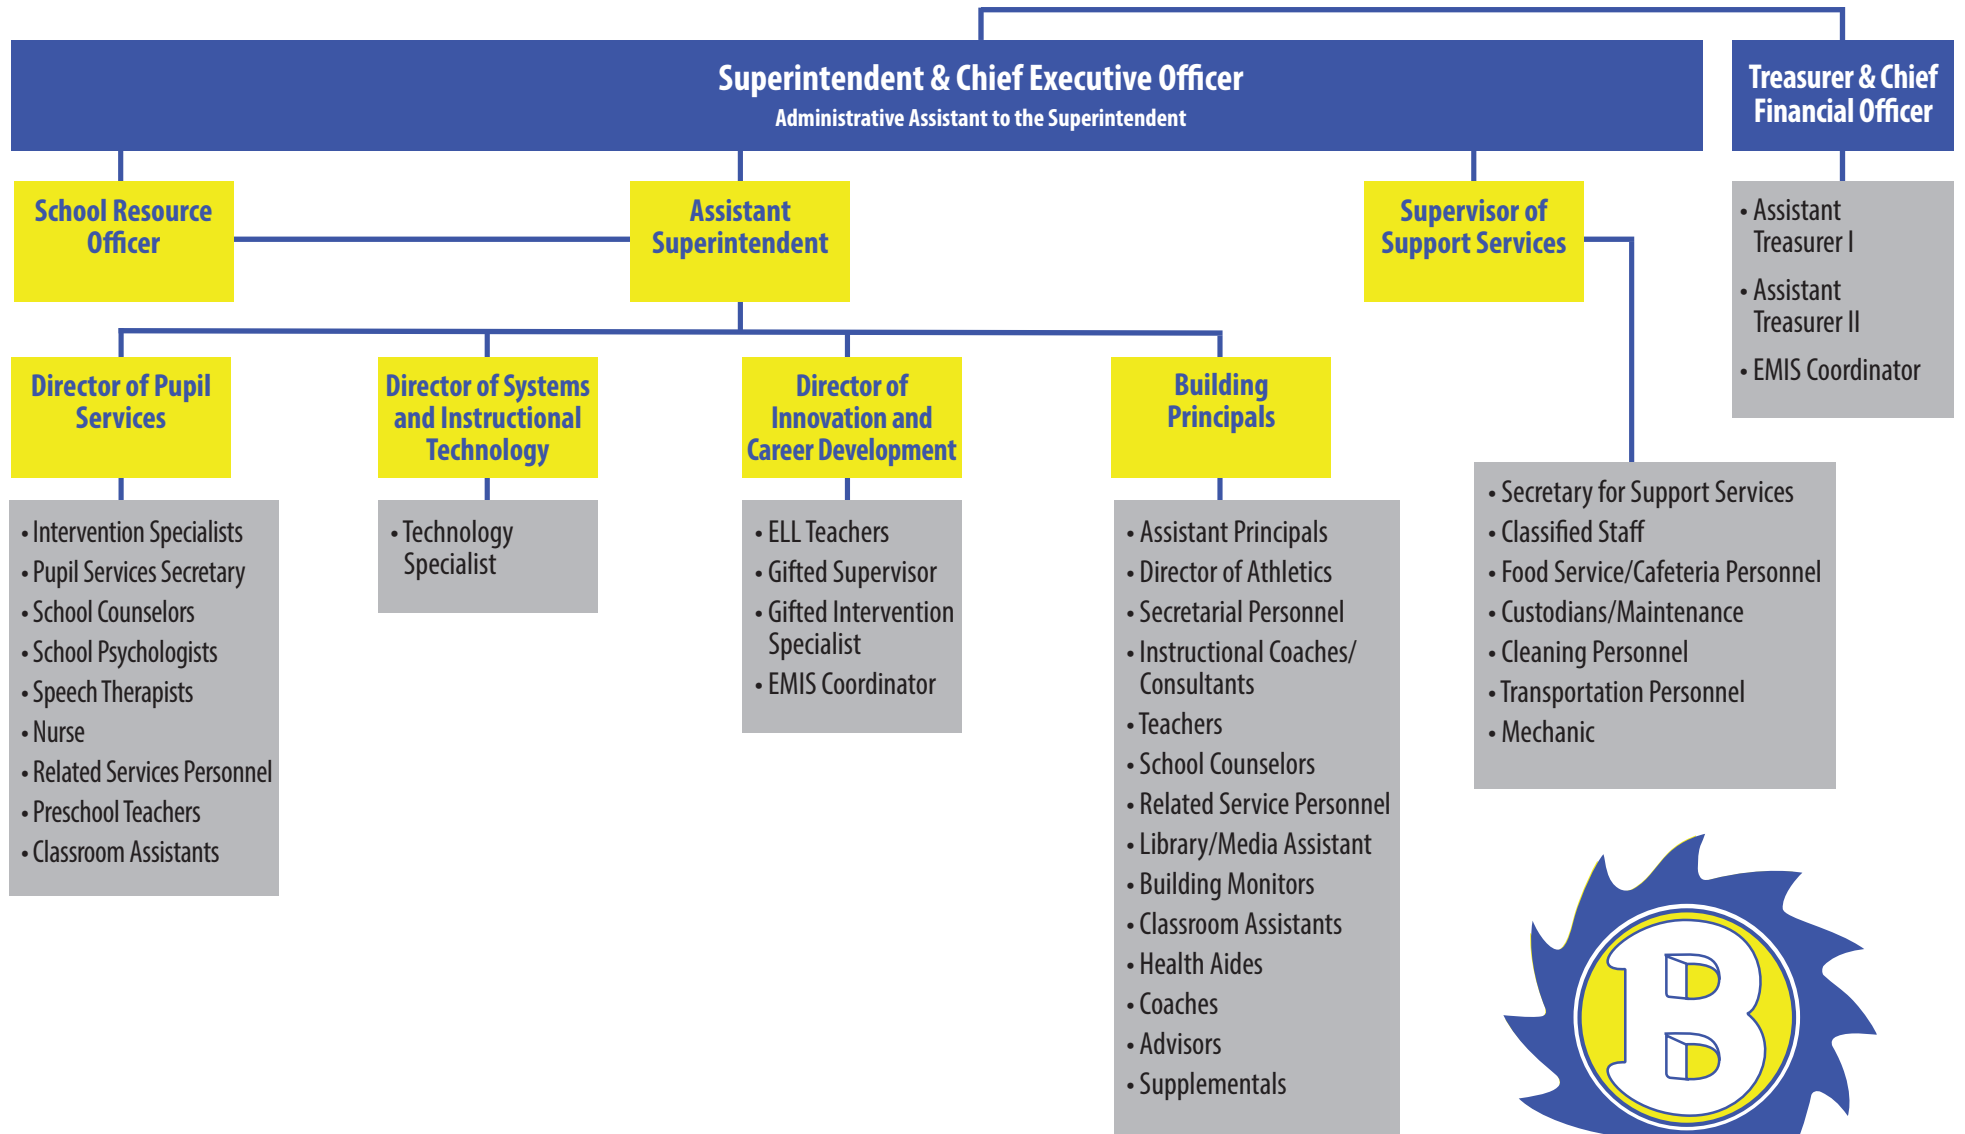 Superintendent & Chief Executive Officer
Administrative Assistant to the Superintendent
Treasurer & Chief
Financial Officer
School Resource
Officer
Assistant
Superintendent
Supervisor of
Support Services
• Assistant
Treasurer I
• Assistant
Treasurer II
• EMIS Coordinator
Director of Pupil
Services
Director of Systems
and Instructional
Technology
Director of
Innovation and
Career Development
Building
Principals
• Intervention Specialists
• Pupil Services Secretary
• School Counselors
• School Psychologists
• Speech Therapists
• Nurse
• Related Services Personnel
• Preschool Teachers
• Classroom Assistants
• Technology
Specialist
• ELL Teachers
• Gifted Supervisor
• Gifted Intervention
Specialist
• EMIS Coordinator
• Assistant Principals
• Director of Athletics
• Secretarial Personnel
• Instructional Coaches/
Consultants
• Teachers
• School Counselors
• Related Service Personnel
• Library/Media Assistant
• Building Monitors
• Classroom Assistants
• Health Aides
• Coaches
• Advisors
• Supplementals
• Secretary for Support Services
• Classified Staff
• Food Service/Cafeteria Personnel
• Custodians/Maintenance
• Cleaning Personnel
• Transportation Personnel
• Mechanic
B